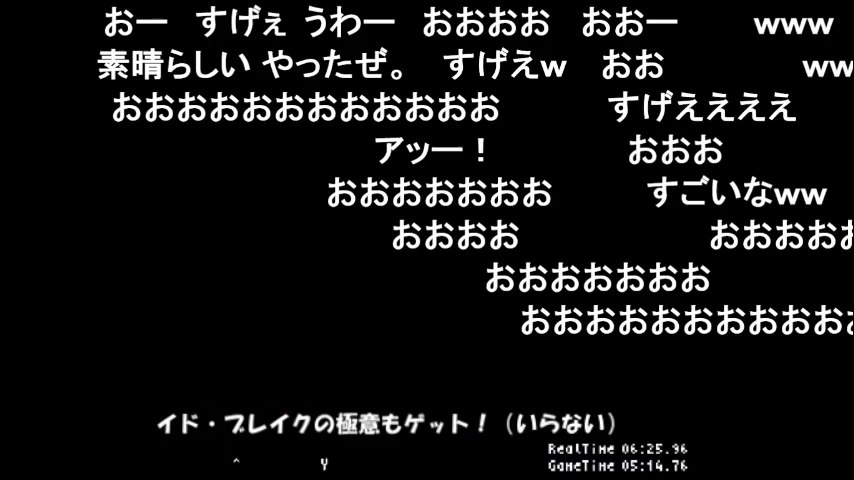 おー すげぇ うわー おおおお おおー www
素晴らしい やったぜ。 すげえw おお ww
おおおおおおおおおおおお すげええええ
アッー！ おおお
おおおおおおお すごいなww
おおおお おおおおお
おおおおおおお
おおおおおおおおおおお
イド・ブレイクの極意もゲット！（いらない）
RealTime 06:25.96
^ Y GameTime 05:14.76